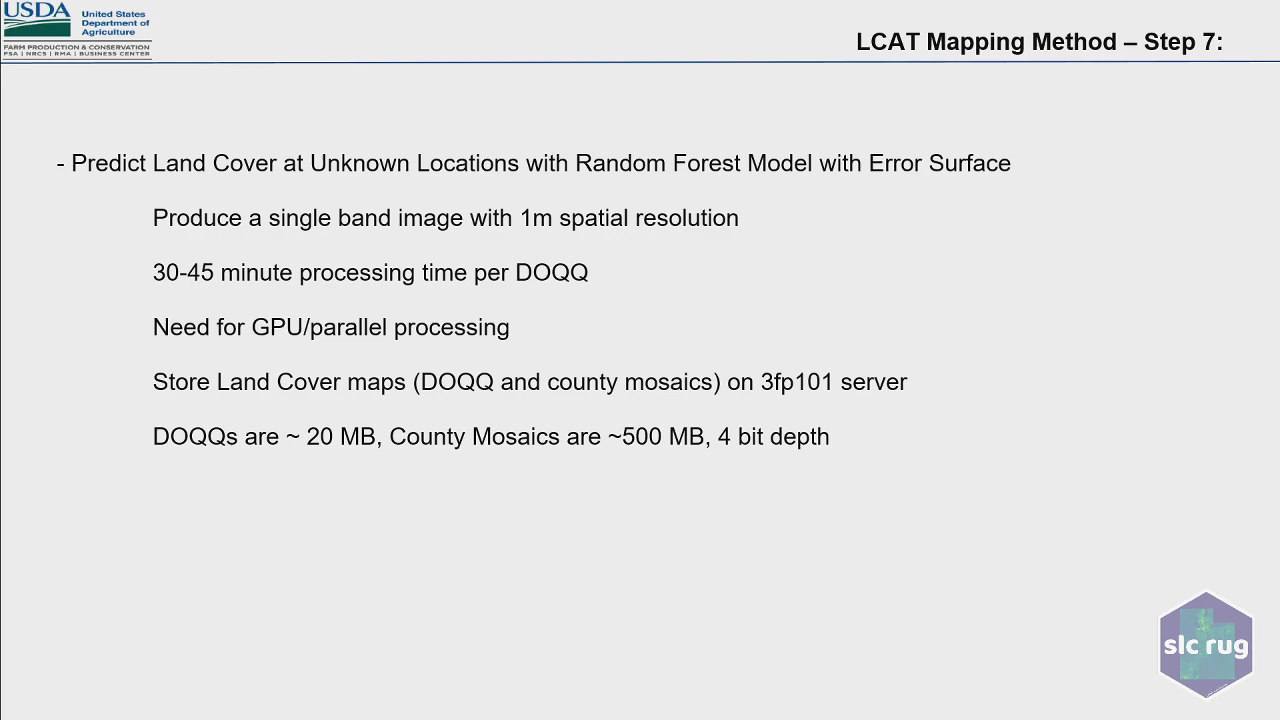 USDA
United States
Department of
Agriculture
FARM PRODUCTION & CONSERVATION
FSA | NRCS | RMA | BUSINESS CENTER
LCAT Mapping Method – Step 7:
- Predict Land Cover at Unknown Locations with Random Forest Model with Error Surface
Produce a single band image with 1m spatial resolution
30-45 minute processing time per DOQQ
Need for GPU/parallel processing
Store Land Cover maps (DOQQ and county mosaics) on 3fp101 server
DOQQs are ~ 20 MB, County Mosaics are ~500 MB, 4 bit depth
slc rug